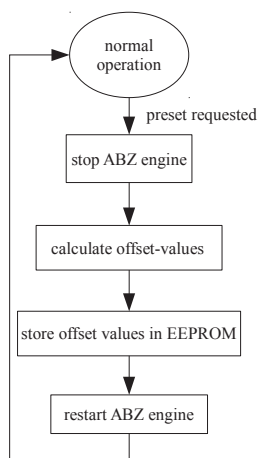 normal
operation
preset requested
stop ABZ engine
calculate offset-values
store offset values in EEPROM
restart ABZ engine